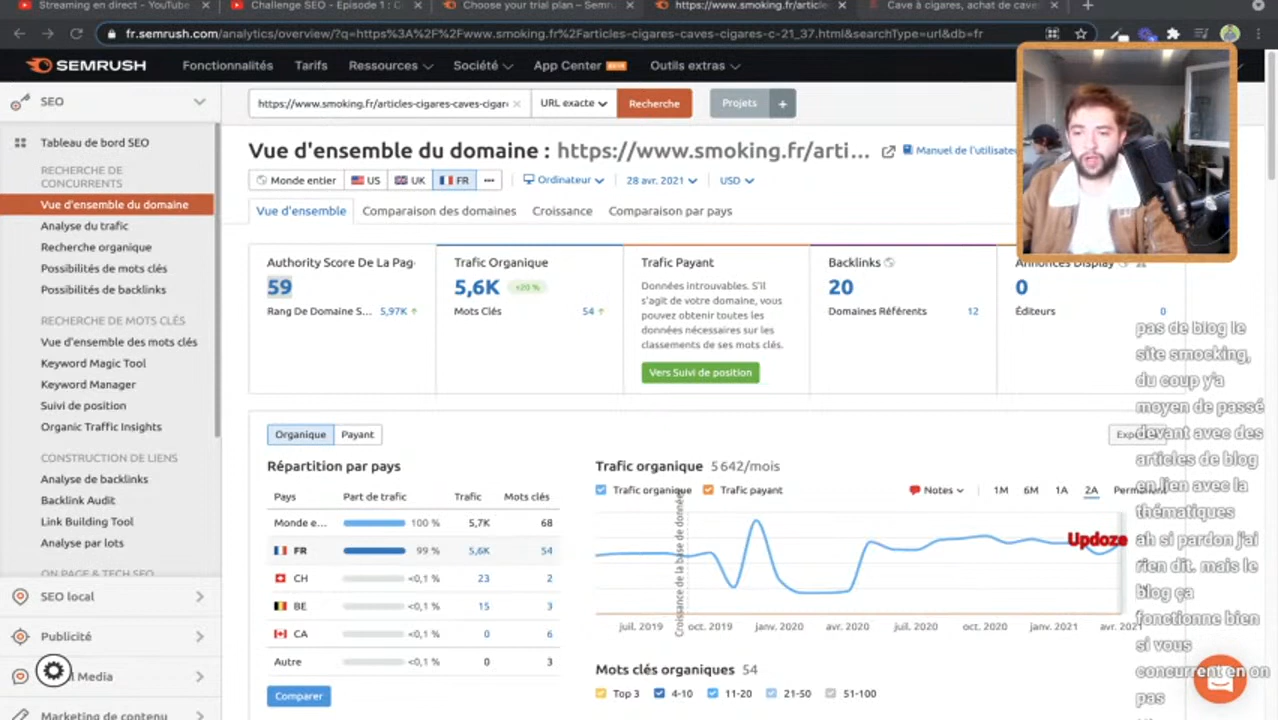 Streaming en direct - YouTube
Challenge SEO - Episode 1 : C
Choose your trial plan – Semru
https://www.smoking.fr/article
Cave à cigares, achat de cave
fr.semrush.com/analytics/overview/?q=https%3A%2F%2Fwww.smoking.fr%2Farticles-cigares-caves-cigares-c-21_37.html&searchType=url&db=fr
SEMRUSH
Fonctionnalités
Tarifs
Ressources
Société
App Center BETA
Outils extras
SEO
https://www.smoking.fr/articles-cigares-caves-cigar
URL exacte
Recherche
Projets
+
Tableau de bord SEO
RECHERCHE DE
CONCURRENTS
Vue d'ensemble du domaine
Analyse du trafic
Recherche organique
Possibilités de mots clés
Possibilités de backlinks
RECHERCHE DE MOTS CLÉS
Vue d'ensemble des mots clés
Keyword Magic Tool
Keyword Manager
Suivi de position
Organic Traffic Insights
CONSTRUCTION DE LIENS
Analyse de backlinks
Backlink Audit
Link Building Tool
Analyse par lots
ON PAGE & TECH SEO
SEO local
Publicité
Media
Marketing de contenu
Vue d'ensemble du domaine : https://www.smoking.fr/arti...
Manuel de l'utilisate
Monde entier
US
UK
FR
...
Ordinateur
28 avr. 2021
USD
Vue d'ensemble
Comparaison des domaines
Croissance
Comparaison par pays
Authority Score De La Pag
59
Rang De Domaine S... 5,97K
Trafic Organique
5,6K +20 %
Mots Clés 54
Trafic Payant
Données introuvables. S'il
s'agit de votre domaine, vous
pouvez obtenir toutes les
données nécessaires sur les
classements de ses mots clés.
Vers Suivi de position
Backlinks
20
Domaines Référents 12
Annonces Display
0
Éditeurs 0
Organique
Payant
Répartition par pays
Pays Part de trafic Trafic Mots clés
Monde e... 100 % 5,7K 68
FR 99 % 5,6K 54
CH <0,1 % 23 2
BE <0,1 % 15 3
CA <0,1 % 0 6
Autre <0,1 % 0 3
Comparer
Trafic organique 5 642/mois
Trafic organique
Trafic payant
Notes
1M 6M 1A 2A
Croissance de la base de donnée
juil. 2019 oct. 2019 janv. 2020 avr. 2020 juil. 2020 oct. 2020 janv. 2021 avr. 2021
Mots clés organiques 54
Top 3 4-10 11-20 21-50 51-100
pas de blog le
site smocking,
du coup y'a
moyen de passé
devant avec des
articles de blog
en lien avec la
thématiques
Updoze
ah si pardon j'ai
rien dit. mais le
blog ça
fonctionne bien
si vous
concurrent en on
pas